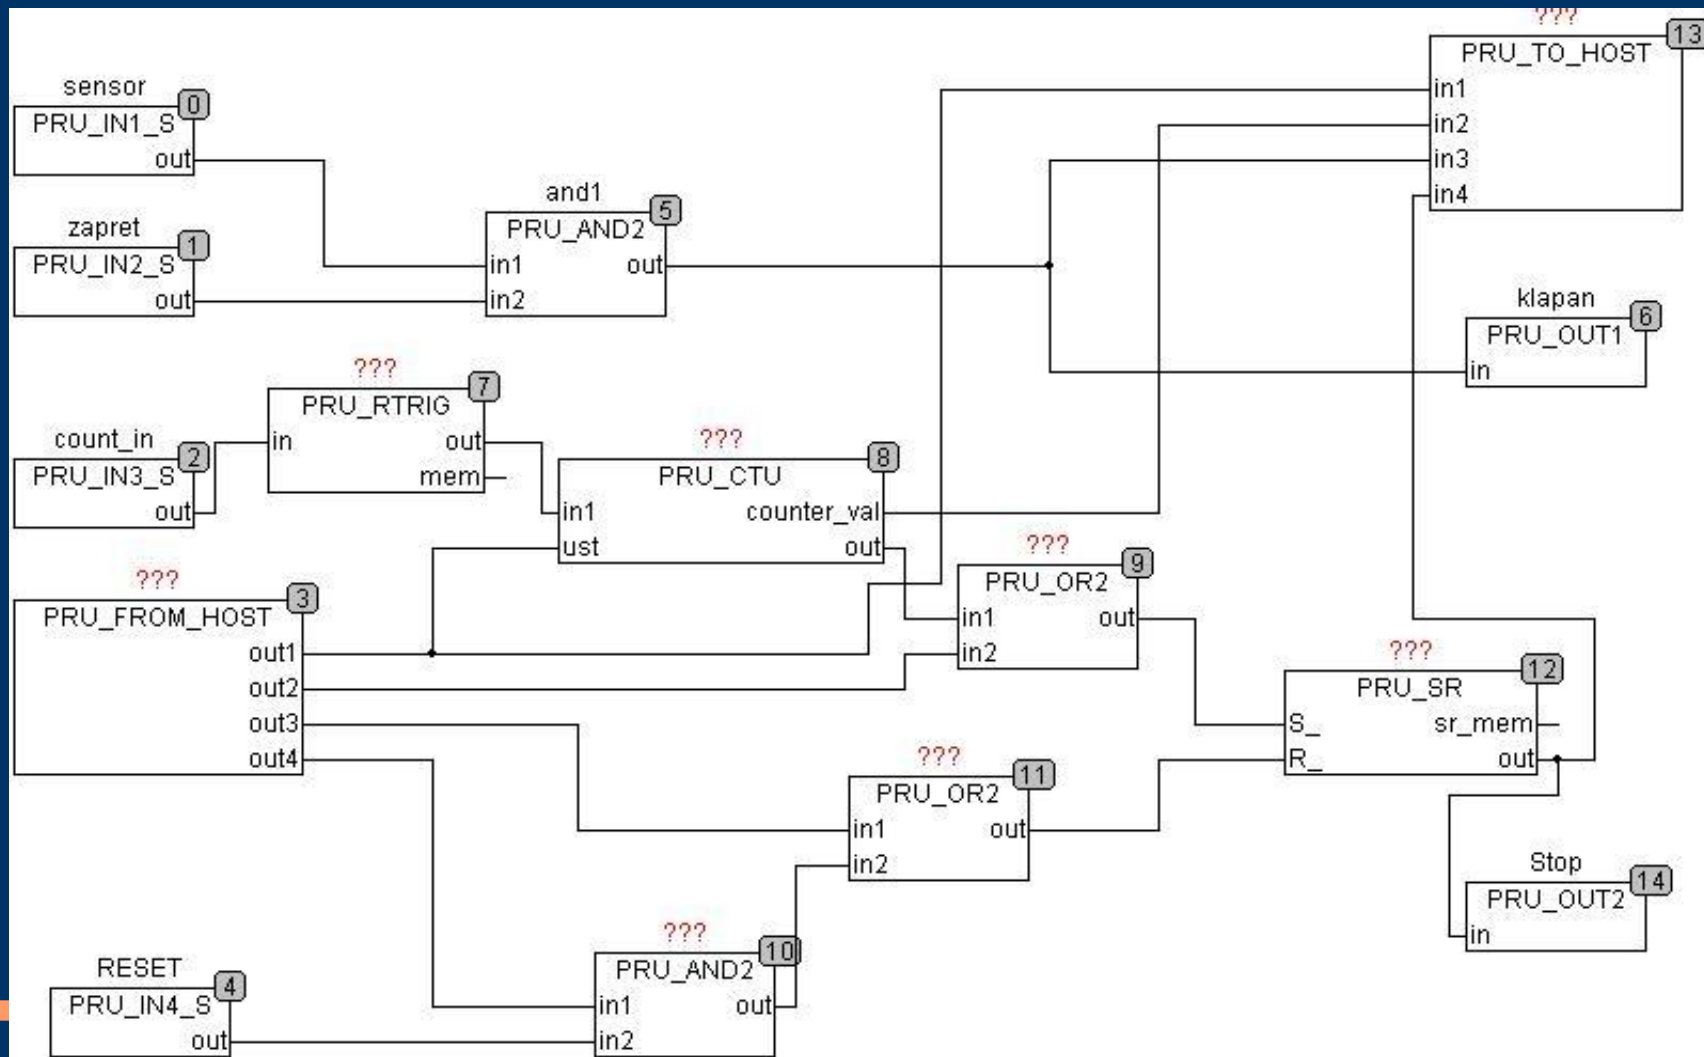 sensor
0
PRU_IN1_S
out
zapret
1
PRU_IN2_S
out
and1
5
PRU_AND2
in1 out
in2
???
13
PRU_TO_HOST
in1
in2
in3
in4
klapan
6
PRU_OUT1
in
???
7
PRU_RTRIG
in out
mem
count_in
2
PRU_IN3_S
out
???
8
PRU_CTU
in1 counter_val
ust out
???
3
PRU_FROM_HOST
out1
out2
out3
out4
???
9
PRU_OR2
in1 out
in2
???
12
PRU_SR
S_ sr_mem
R_ out
???
11
PRU_OR2
in1 out
in2
Stop
14
PRU_OUT2
in
???
10
PRU_AND2
in1 out
in2
RESET
4
PRU_IN4_S
out